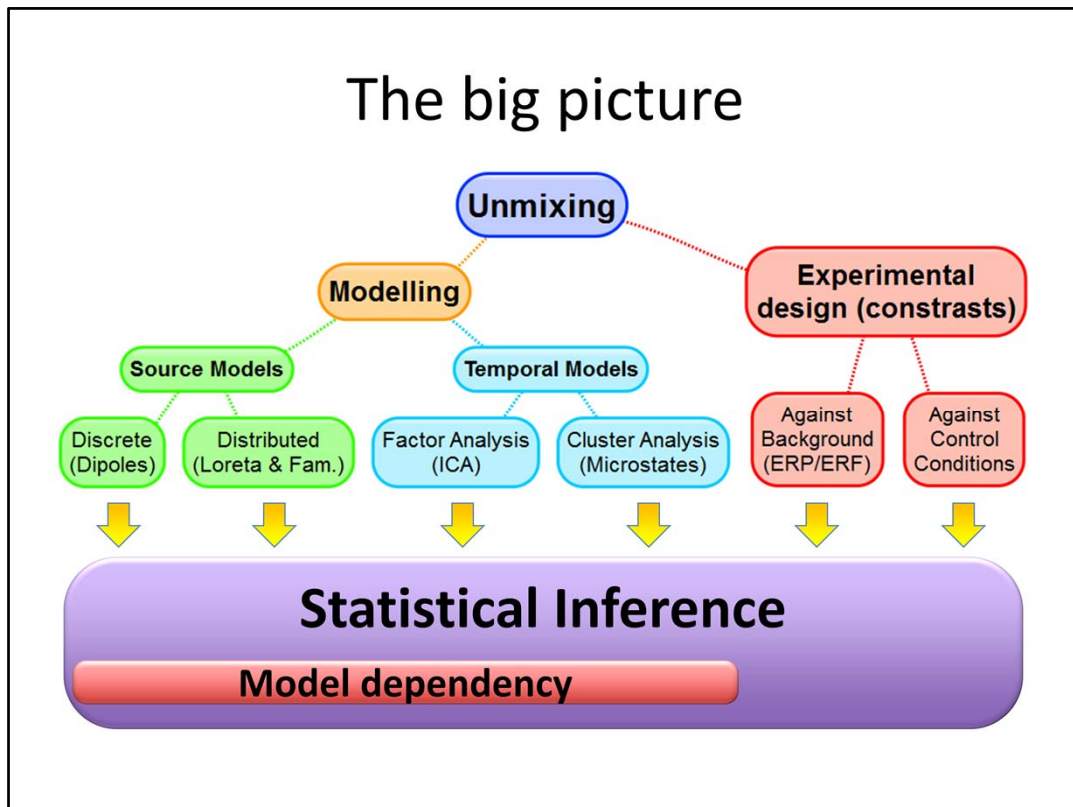 The big picture
Unmixing
Modelling
Experimental
design (constrasts)
Source Models
Temporal Models
Discrete
(Dipoles)
Distributed
(Loreta & Fam.)
Factor Analysis
(ICA)
Cluster Analysis
(Microstates)
Against
Background
(ERP/ERF)
Against
Control
Conditions
Statistical Inference
Model dependency